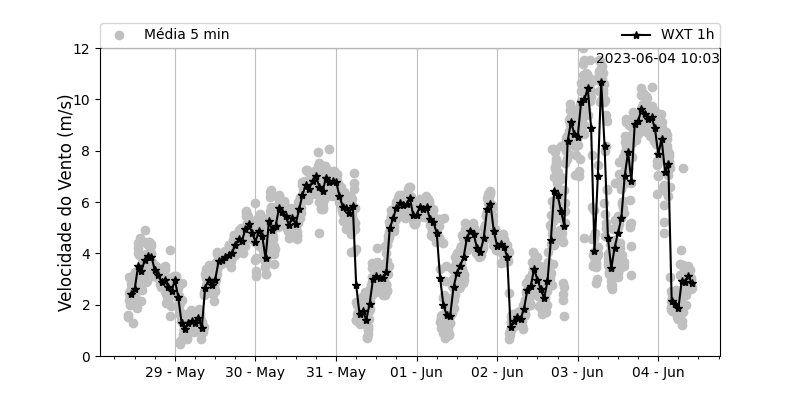 Média 5 min
WXT 1h
2023-06-04 10:03
Velocidade do Vento (m/s)
12
10
8
6
4
2
0
29 - May
30 - May
31 - May
01 - Jun
02 - Jun
03 - Jun
04 - Jun